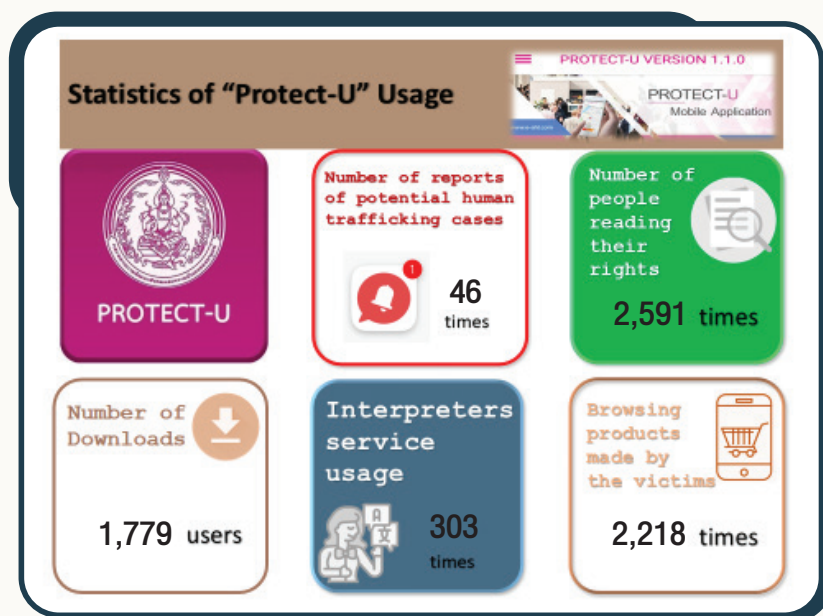 Statistics of “Protect-U” Usage
PROTECT-U VERSION 1.1.0
PROTECT-U
Mobile Application
PROTECT-U
Number of reports
of potential human
trafficking cases
1
46
times
Number of
people
reading
their
rights
2,591 times
Number of
Downloads
1,779 users
Interpreters
service
usage
A
文
303
times
Browsing
products
made by
the victims
2,218 times